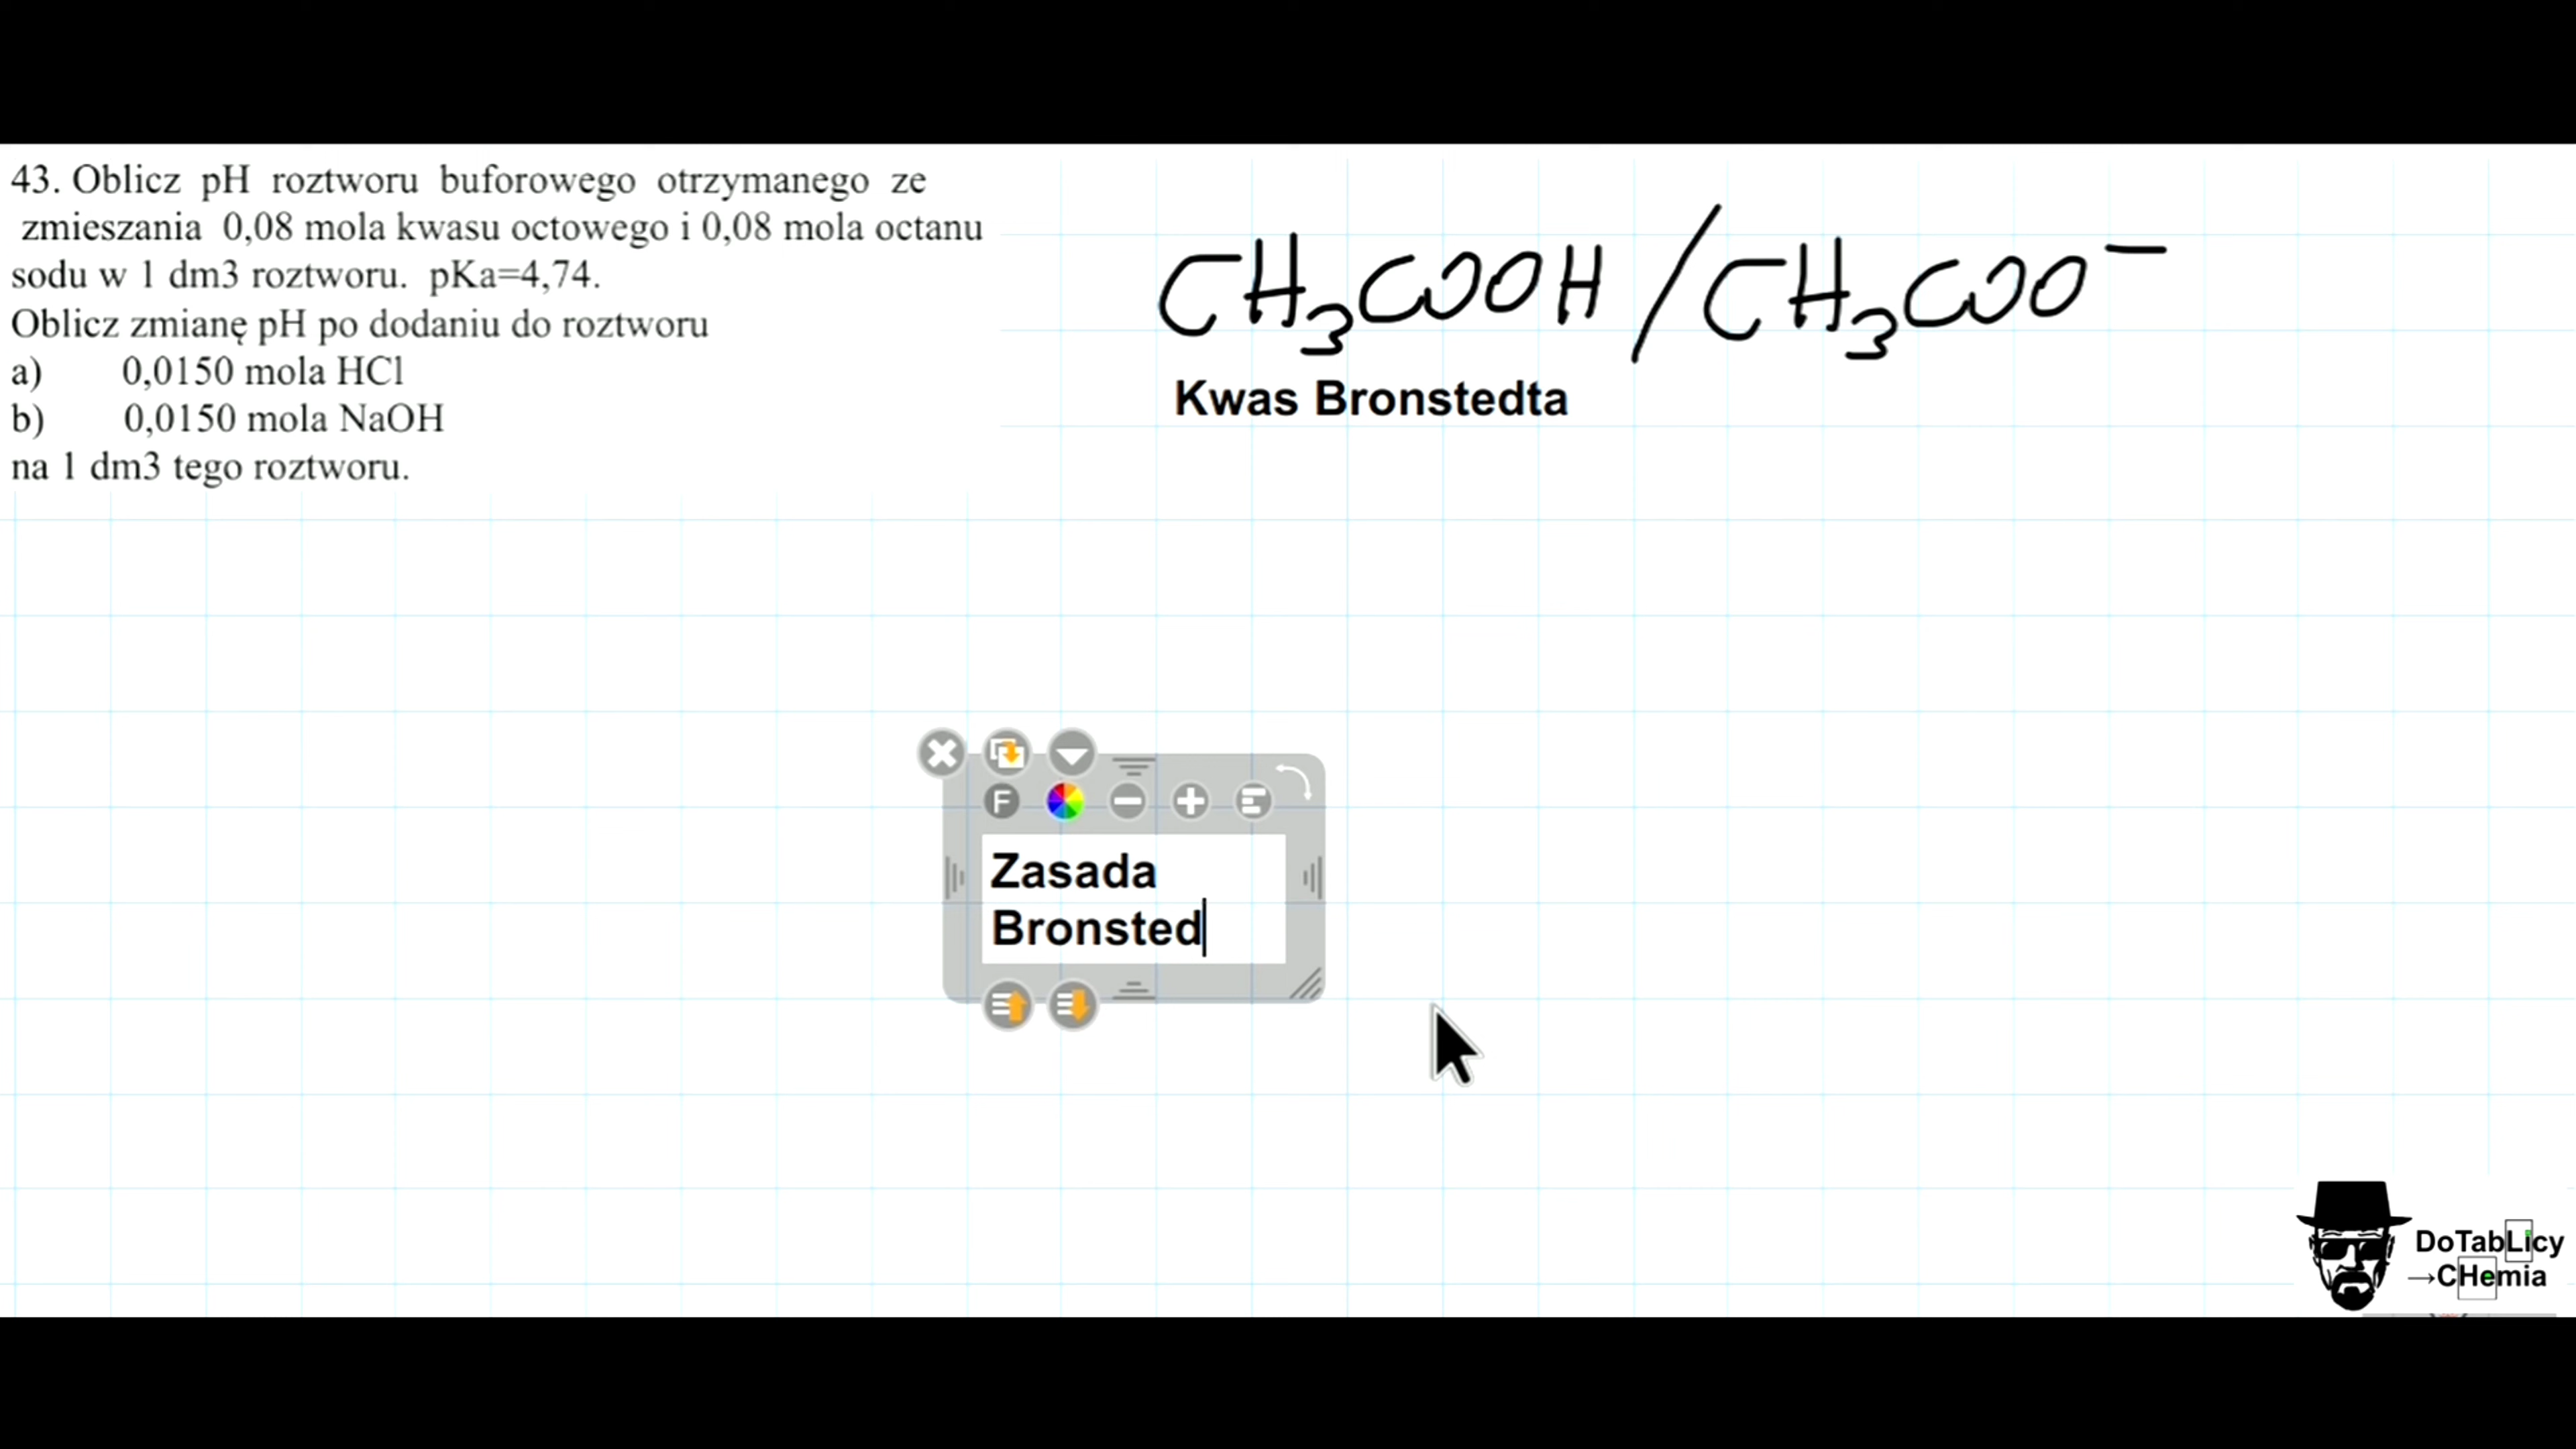 43. Oblicz pH roztworu buforowego otrzymanego ze
zmieszania 0,08 mola kwasu octowego i 0,08 mola octanu
sodu w 1 dm3 roztworu. pKa=4,74.
Oblicz zmianę pH po dodaniu do roztworu
a) 0,0150 mola HCl
b) 0,0150 mola NaOH
na 1 dm3 tego roztworu.
CH3COOH/CH3COO−
Kwas Bronstedta
F
Zasada
Bronsted
DoTabLicy
→CHemia